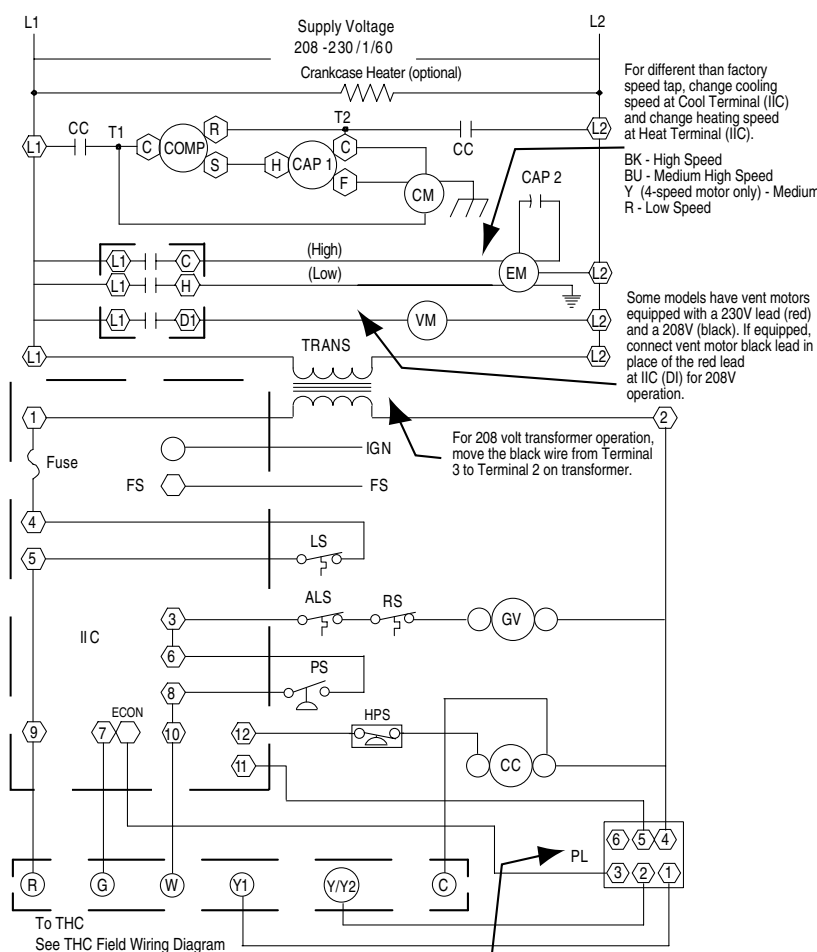 L1
Supply Voltage
208 -230/1/60
L2
Crankcase Heater (optional)
For different than factory
speed tap, change cooling
speed at Cool Terminal (IIC)
and change heating speed
at Heat Terminal (IIC).
BK - High Speed
BU - Medium High Speed
Y (4-speed motor only) - Medium
R - Low Speed
L1
CC
T1
C
COMP
R
S
H
CAP 1
T2
C
F
CM
CC
L2
CAP 2
L1
C
(High)
L1
H
(Low)
EM
L2
L1
D1
VM
L2
Some models have vent motors
equipped with a 230V lead (red)
and a 208V (black). If equipped,
connect vent motor black lead in
place of the red lead
at IIC (DI) for 208V
operation.
L1
TRANS
L2
1
2
For 208 volt transformer operation,
move the black wire from Terminal
3 to Terminal 2 on transformer.
Fuse
IGN
FS
FS
4
5
LS
IIC
3
ALS
RS
GV
6
8
PS
9
7
ECON
10
12
HPS
CC
11
6
5
4
PL
3
2
1
R
G
W
Y1
Y/Y2
C
To THC
See THC Field Wiring Diagram